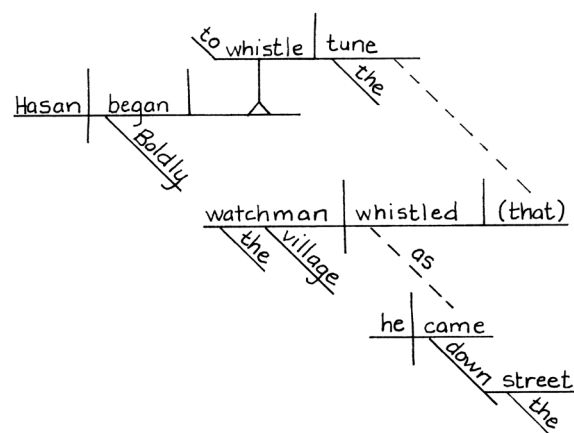 to whistle tune
the
Hasan began
Boldly
watchman whistled (that)
the village
as
he came
down street
the